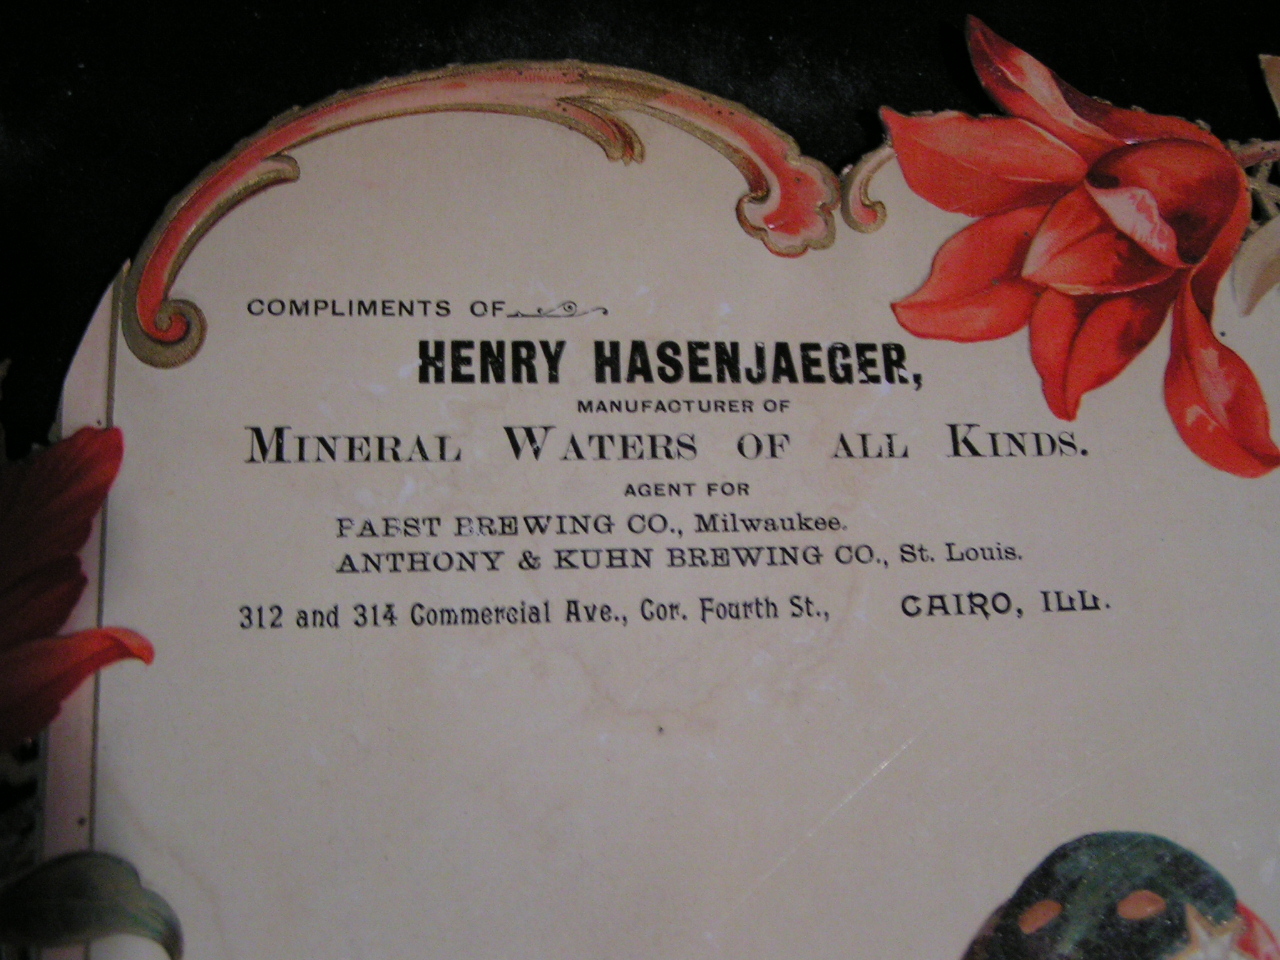 COMPLIMENTS OF
HENRY HASENJAEGER,
MANUFACTURER OF
MINERAL WATERS OF ALL KINDS.
AGENT FOR
PABST BREWING CO., Milwaukee.
ANTHONY & KUHN BREWING CO., St. Louis.
312 and 314 Commercial Ave., Cor. Fourth St., CAIRO, ILL.